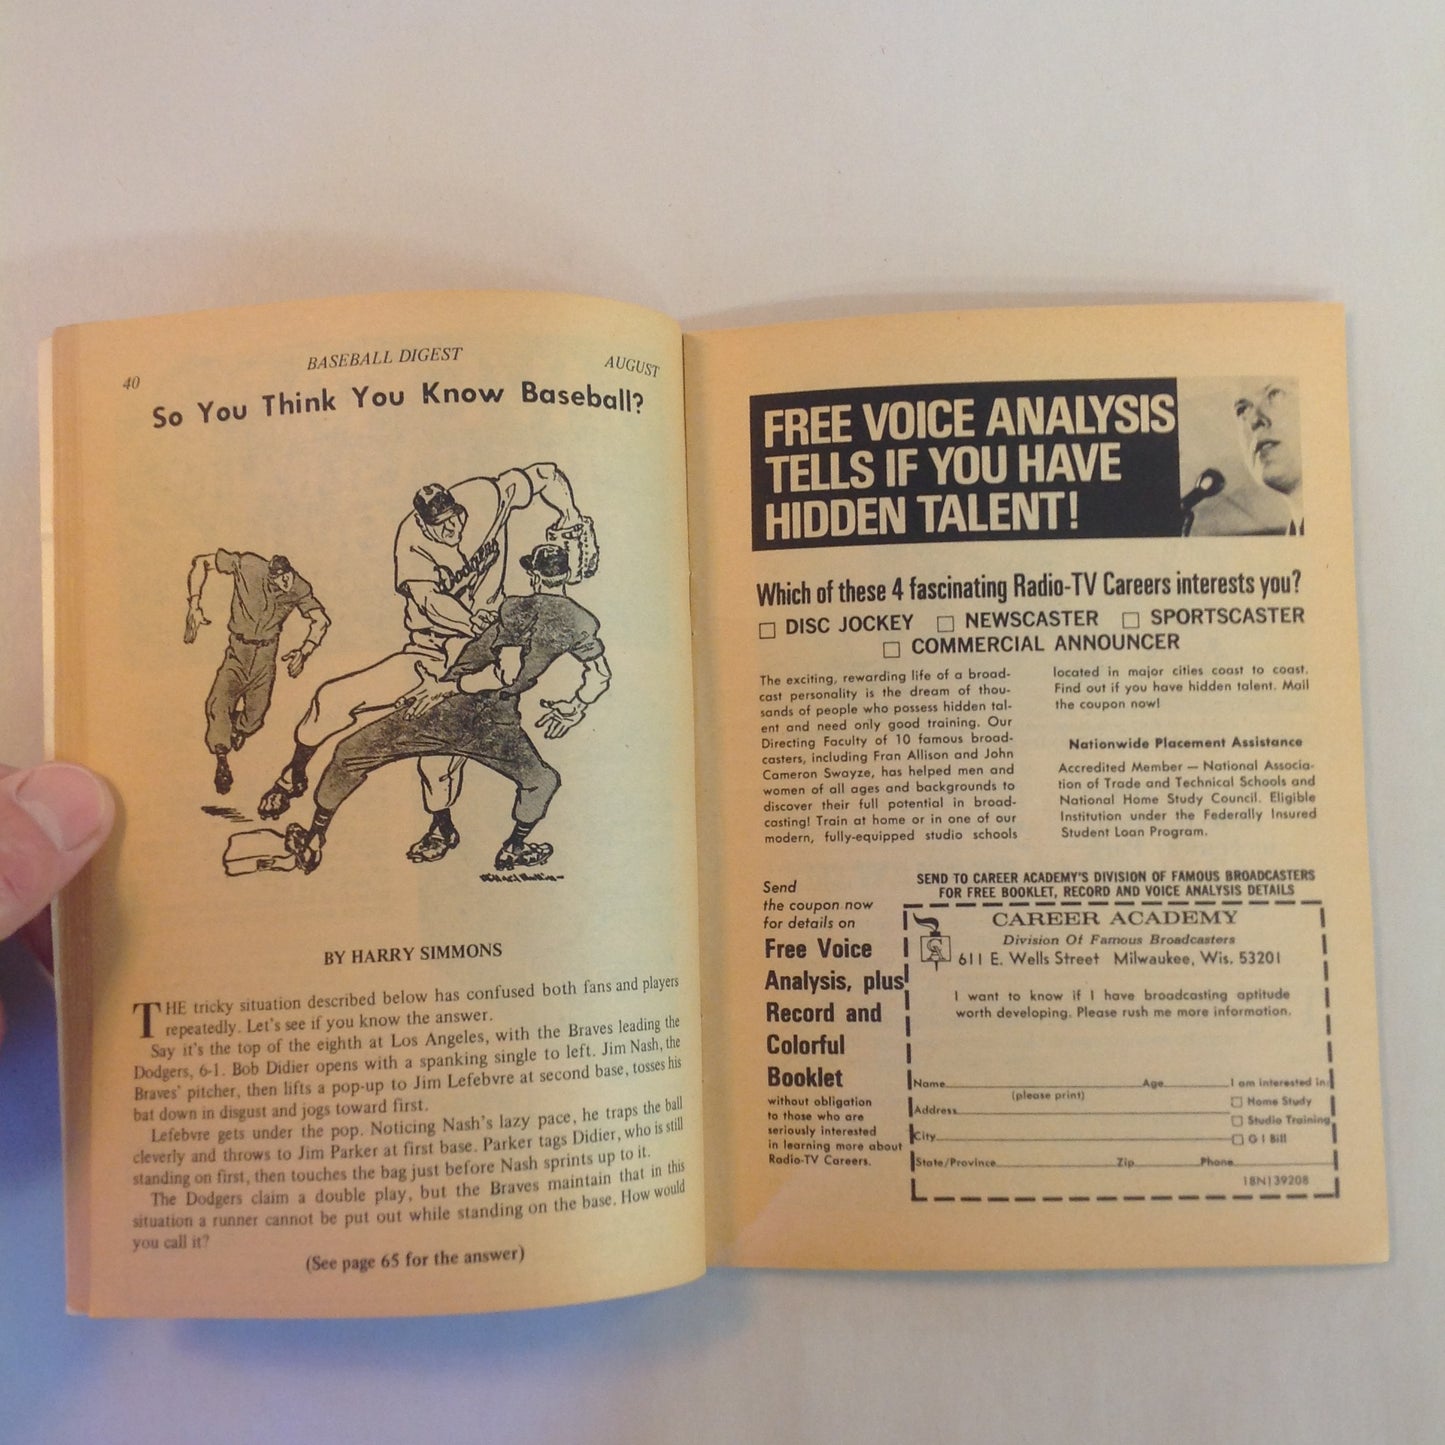 40
BASEBALL DIGEST
AUGUST
So You Think You Know Baseball?
Dodgers
BY HARRY SIMMONS
THE tricky situation described below has confused both fans and players
repeatedly. Let's see if you know the answer.
Say it's the top of the eighth at Los Angeles, with the Braves leading the
Dodgers, 6-1. Bob Didier opens with a spanking single to left. Jim Nash, the
Braves' pitcher, then lifts a pop-up to Jim Lefebvre at second base, tosses his
bat down in disgust and jogs toward first.
Lefebvre gets under the pop. Noticing Nash's lazy pace, he traps the ball
cleverly and throws to Jim Parker at first base. Parker tags Didier, who is still
standing on first, then touches the bag just before Nash sprints up to it.
The Dodgers claim a double play, but the Braves maintain that in this
situation a runner cannot be put out while standing on the base. How would
you call it?
(See page 65 for the answer)
FREE VOICE ANALYSIS
TELLS IF YOU HAVE
HIDDEN TALENT!
Which of these 4 fascinating Radio-TV Careers interests you?
□ DISC JOCKEY □ NEWSCASTER □ SPORTSCASTER
□ COMMERCIAL ANNOUNCER
The exciting, rewarding life of a broad-
cast personality is the dream of thou-
sands of people who possess hidden tal-
ent and need only good training. Our
Directing Faculty of 10 famous broad-
casters, including Fran Allison and John
Cameron Swayze, has helped men and
women of all ages and backgrounds to
discover their full potential in broad-
casting! Train at home or in one of our
modern, fully-equipped studio schools
located in major cities coast to coast.
Find out if you have hidden talent. Mail
the coupon now!
Nationwide Placement Assistance
Accredited Member — National Associa-
tion of Trade and Technical Schools and
National Home Study Council. Eligible
Institution under the Federally Insured
Student Loan Program.
Send
the coupon now
for details on
Free Voice
Analysis, plus
Record and
Colorful
Booklet
without obligation
to those who are
seriously interested
in learning more about
Radio-TV Careers.
SEND TO CAREER ACADEMY'S DIVISION OF FAMOUS BROADCASTERS
FOR FREE BOOKLET, RECORD AND VOICE ANALYSIS DETAILS
CAREER ACADEMY
Division Of Famous Broadcasters
611 E. Wells Street Milwaukee, Wis. 53201
I want to know if I have broadcasting aptitude
worth developing. Please rush me more information.
Name Age I am interested in:
(please print)
□ Home Study
Address
□ Studio Training
City □ G I Bill
State/Province Zip Phone
18N139208